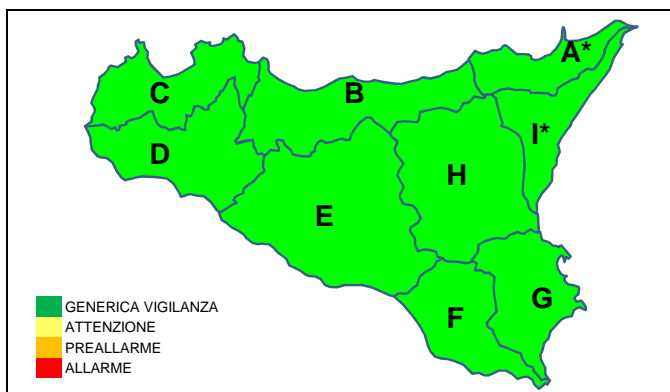 A*
C
B
I*
D
H
E
G
F
GENERICA VIGILANZA
ATTENZIONE
PREALLARME
ALLARME